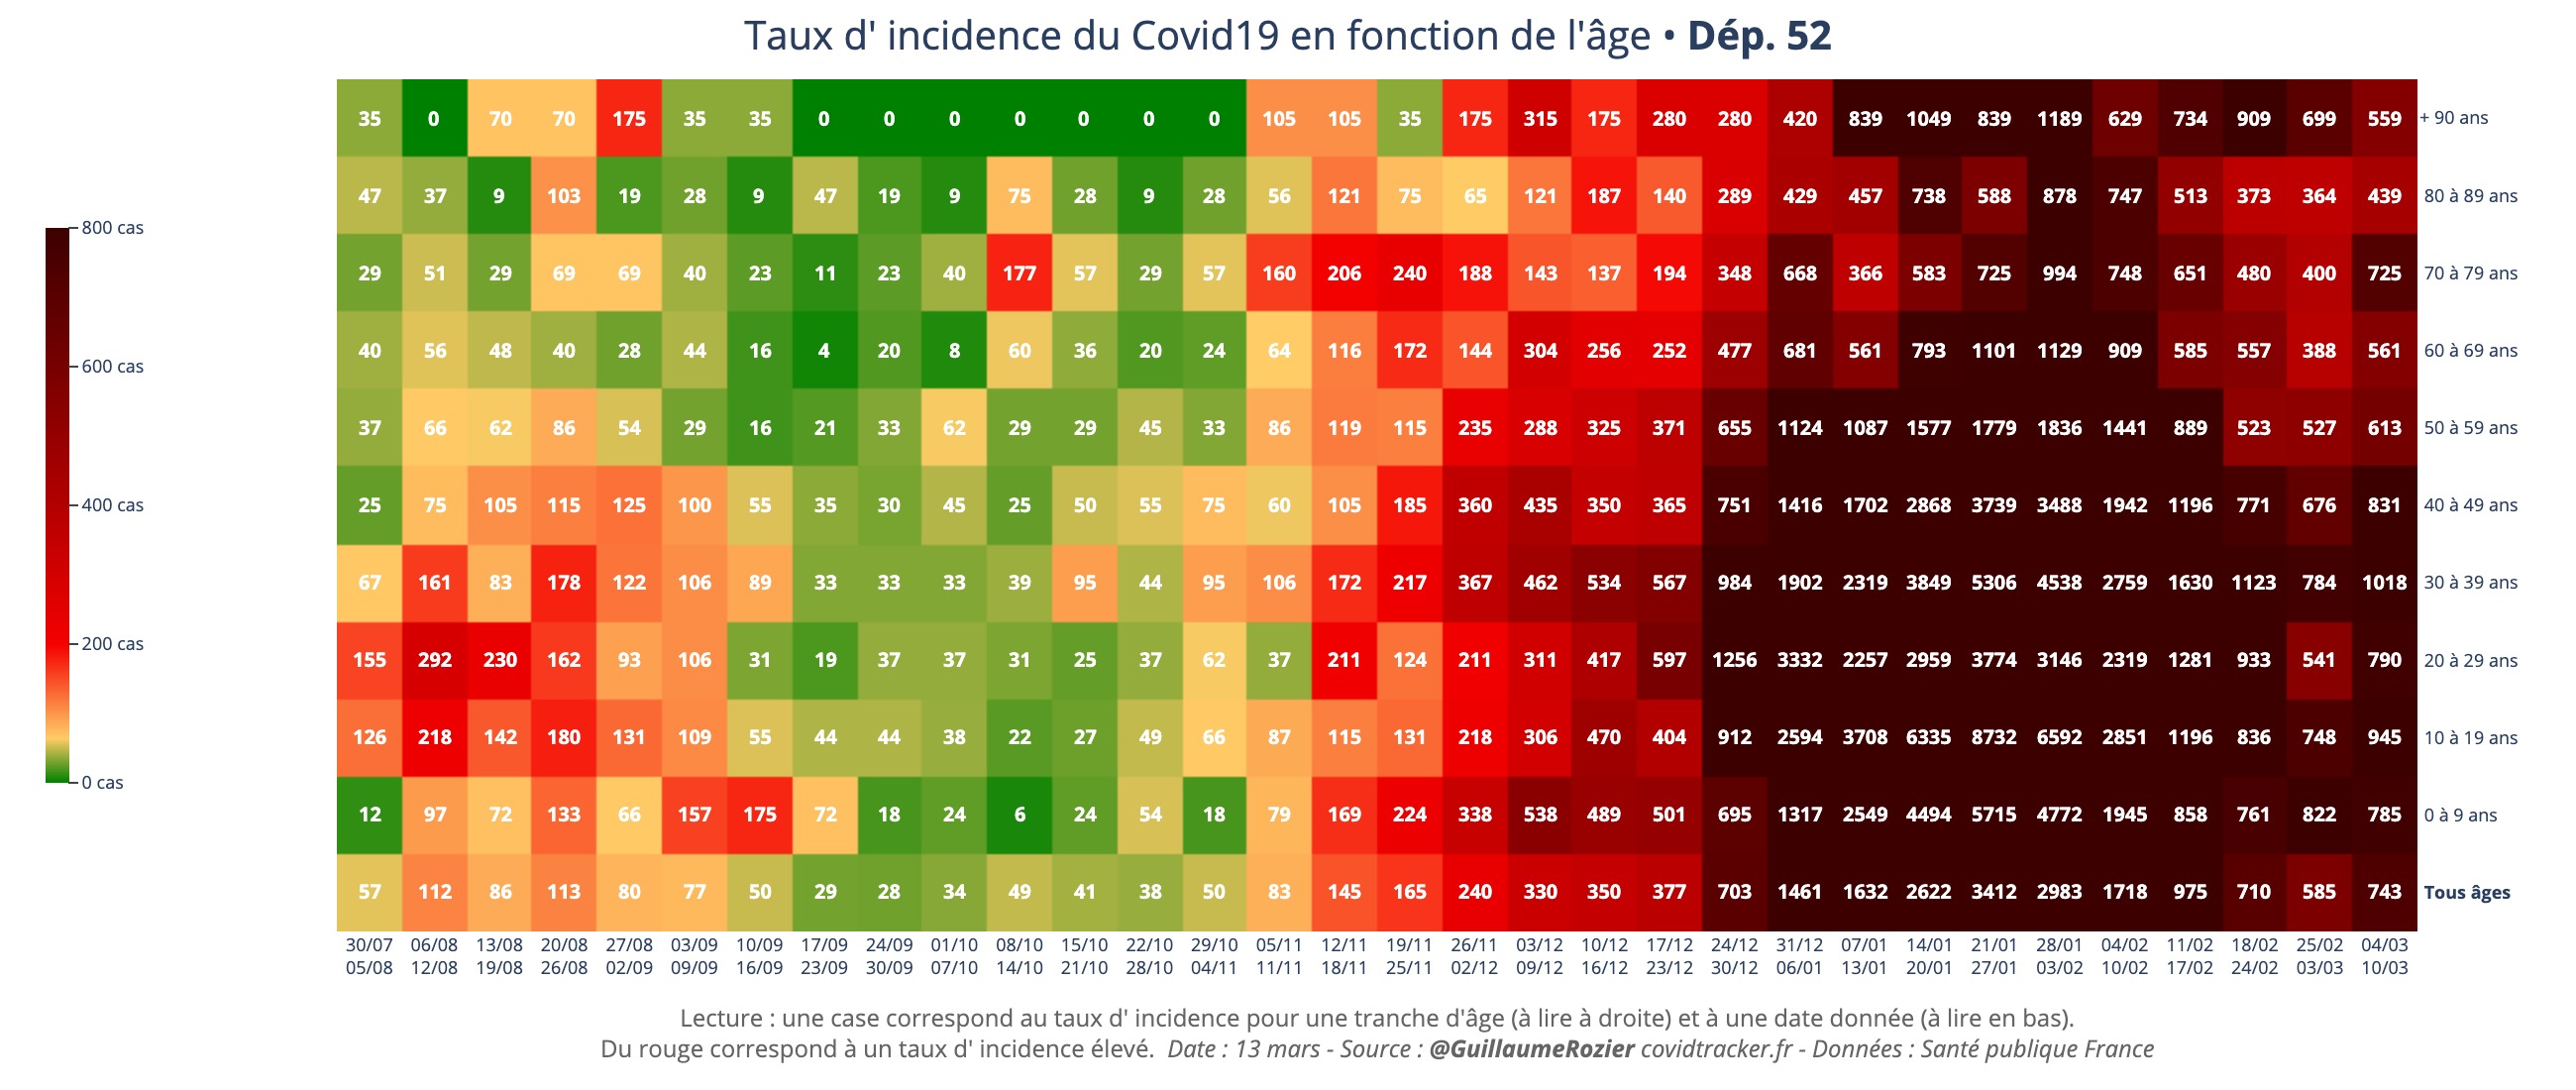 Taux d' incidence du Covid19 en fonction de l'âge • Dép. 52
800 cas
600 cas
400 cas
200 cas
0 cas
35 0 70 70 175 35 35 0 0 0 0 0 0 0 105 105 35 175 315 175 280 280 420 839 1049 839 1189 629 734 909 699 559 + 90 ans
47 37 9 103 19 28 9 47 19 9 75 28 9 28 56 121 75 65 121 187 140 289 429 457 738 588 878 747 513 373 364 439 80 à 89 ans
29 51 29 69 69 40 23 11 23 40 177 57 29 57 160 206 240 188 143 137 194 348 668 366 583 725 994 748 651 480 400 725 70 à 79 ans
40 56 48 40 28 44 16 4 20 8 60 36 20 24 64 116 172 144 304 256 252 477 681 561 793 1101 1129 909 585 557 388 561 60 à 69 ans
37 66 62 86 54 29 16 21 33 62 29 29 45 33 86 119 115 235 288 325 371 655 1124 1087 1577 1779 1836 1441 889 523 527 613 50 à 59 ans
25 75 105 115 125 100 55 35 30 45 25 50 55 75 60 105 185 360 435 350 365 751 1416 1702 2868 3739 3488 1942 1196 771 676 831 40 à 49 ans
67 161 83 178 122 106 89 33 33 33 39 95 44 95 106 172 217 367 462 534 567 984 1902 2319 3849 5306 4538 2759 1630 1123 784 1018 30 à 39 ans
155 292 230 162 93 106 31 19 37 37 31 25 37 62 37 211 124 211 311 417 597 1256 3332 2257 2959 3774 3146 2319 1281 933 541 790 20 à 29 ans
126 218 142 180 131 109 55 44 44 38 22 27 49 66 87 115 131 218 306 470 404 912 2594 3708 6335 8732 6592 2851 1196 836 748 945 10 à 19 ans
12 97 72 133 66 157 175 72 18 24 6 24 54 18 79 169 224 338 538 489 501 695 1317 2549 4494 5715 4772 1945 858 761 822 785 0 à 9 ans
57 112 86 113 80 77 50 29 28 34 49 41 38 50 83 145 165 240 330 350 377 703 1461 1632 2622 3412 2983 1718 975 710 585 743 Tous âges
30/07 06/08 13/08 20/08 27/08 03/09 10/09 17/09 24/09 01/10 08/10 15/10 22/10 29/10 05/11 12/11 19/11 26/11 03/12 10/12 17/12 24/12 31/12 07/01 14/01 21/01 28/01 04/02 11/02 18/02 25/02 04/03
05/08 12/08 19/08 26/08 02/09 09/09 16/09 23/09 30/09 07/10 14/10 21/10 28/10 04/11 11/11 18/11 25/11 02/12 09/12 16/12 23/12 30/12 06/01 13/01 20/01 27/01 03/02 10/02 17/02 24/02 03/03 10/03
Lecture : une case correspond au taux d' incidence pour une tranche d'âge (à lire à droite) et à une date donnée (à lire en bas).
Du rouge correspond à un taux d' incidence élevé. Date : 13 mars - Source : @GuillaumeRozier covidtracker.fr - Données : Santé publique France